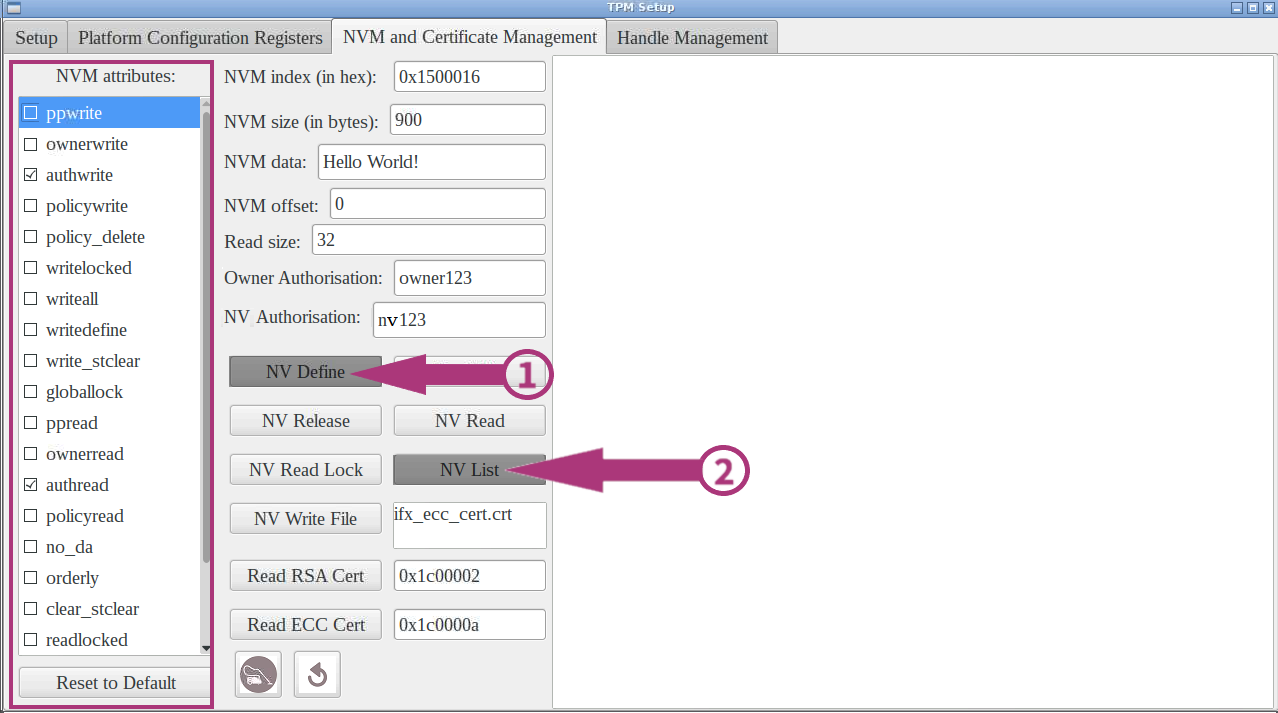 TPM Setup
Setup
Platform Configuration Registers
NVM and Certificate Management
Handle Management
NVM attributes:
ppwrite
ownerwrite
authwrite
policywrite
policy_delete
writelocked
writeall
writedefine
write_stclear
globallock
ppread
ownerread
authread
policyread
no_da
orderly
clear_stclear
readlocked
Reset to Default
NVM index (in hex): 0x1500016
NVM size (in bytes): 900
NVM data: Hello World!
NVM offset: 0
Read size: 32
Owner Authorisation: owner123
NV Authorisation: nv123
NV Define
1
NV Release
NV Read
NV Read Lock
NV List
2
NV Write File
ifx_ecc_cert.crt
Read RSA Cert
0x1c00002
Read ECC Cert
0x1c0000a